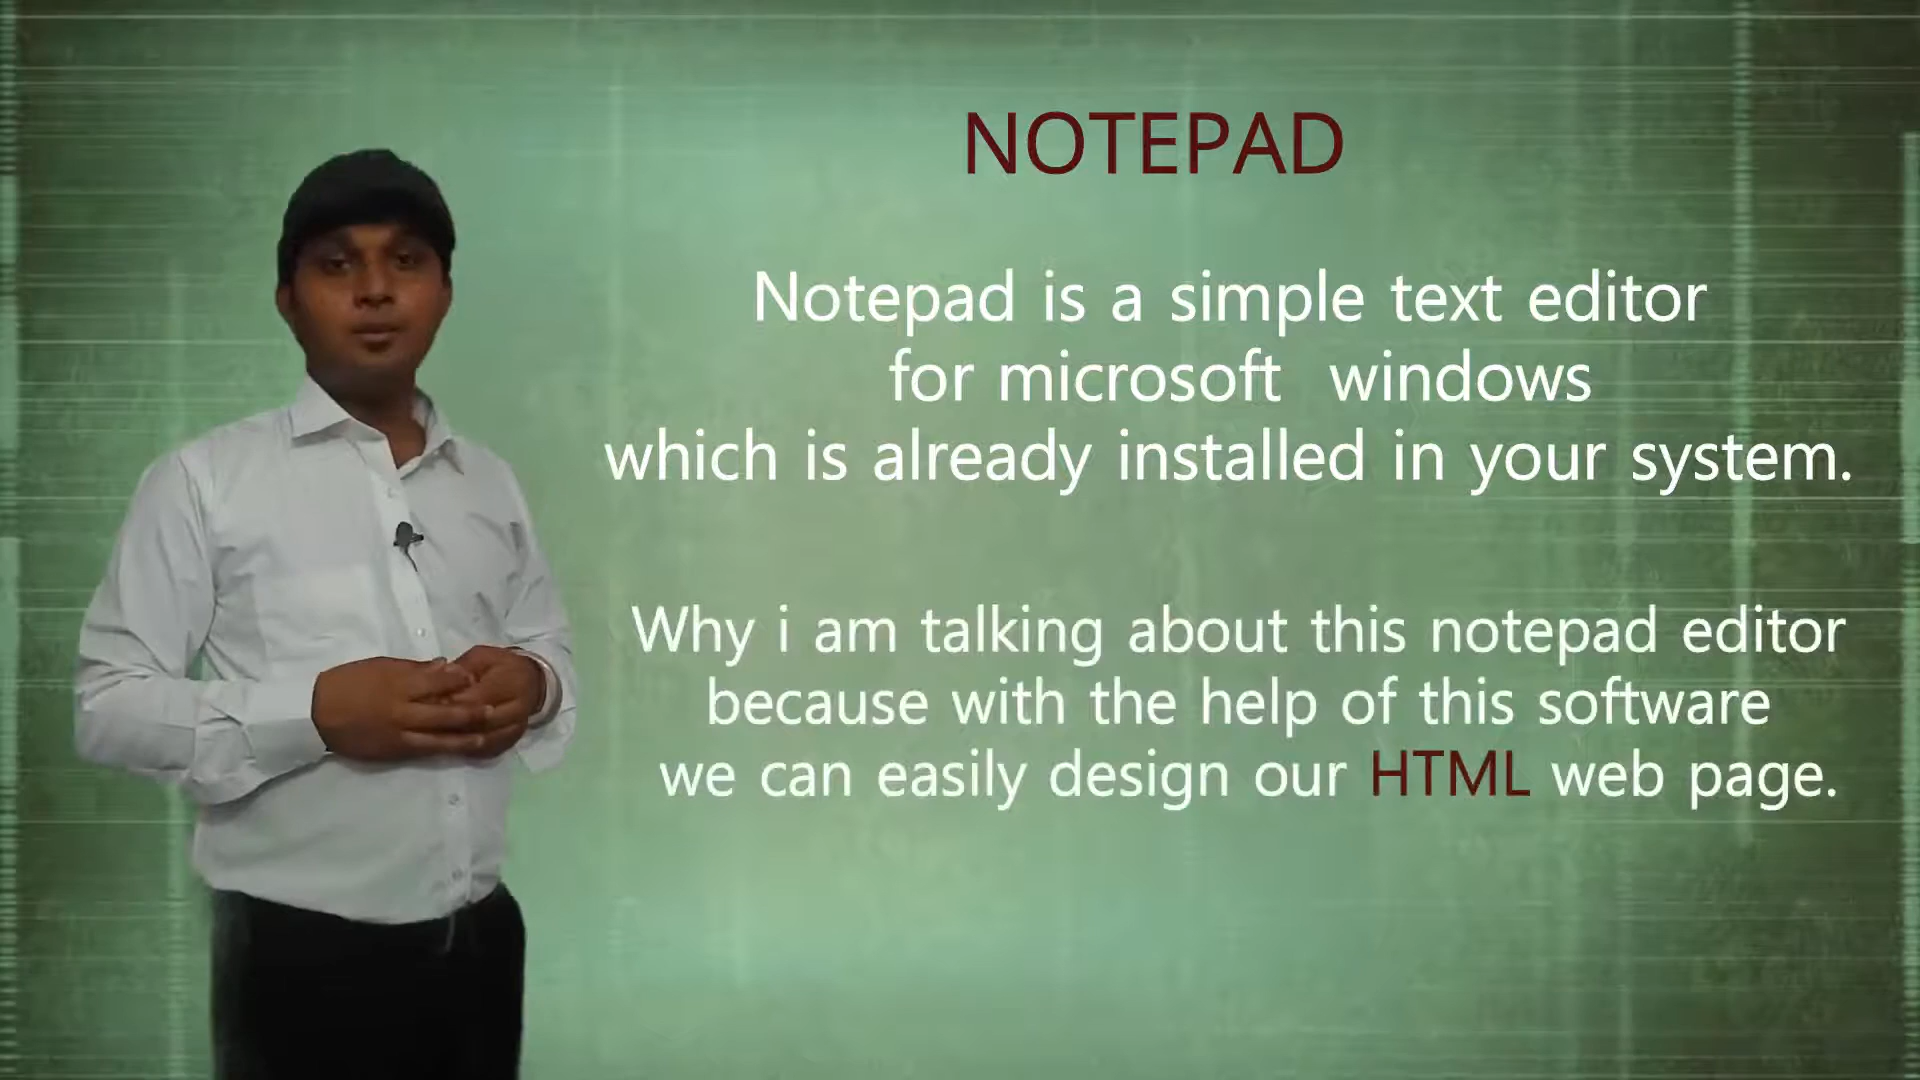 NOTEPAD
Notepad is a simple text editor
for microsoft windows
which is already installed in your system.
Why i am talking about this notepad editor
because with the help of this software
we can easily design our HTML web page.